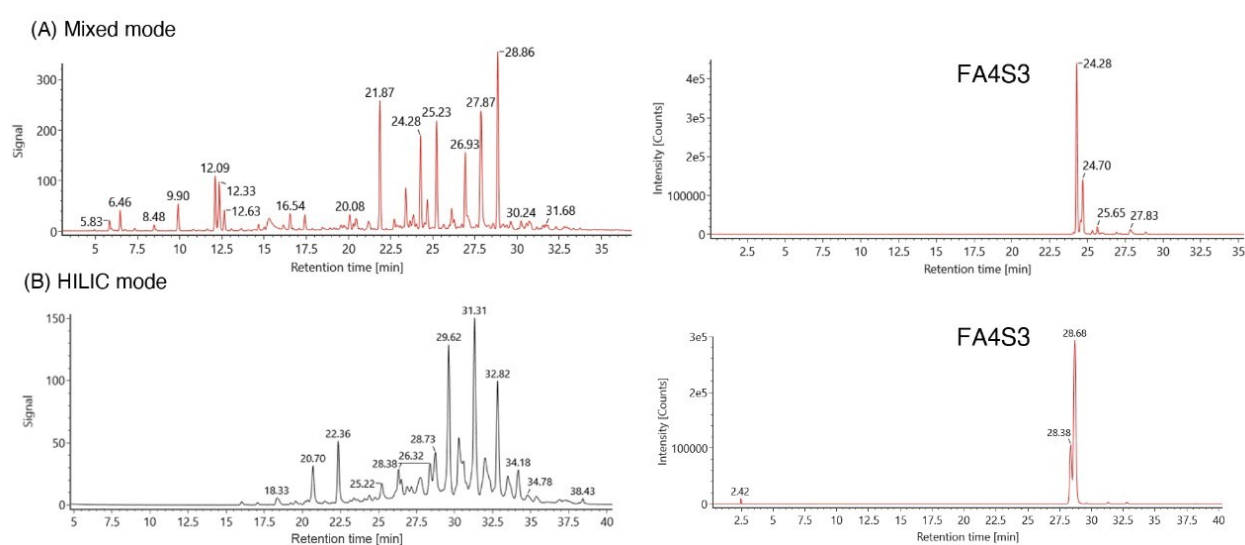 (A) Mixed mode
300
200
100
0
Signal
5.83
6.46
8.48
9.90
12.09
12.33
12.63
16.54
20.08
21.87
24.28
25.23
26.93
27.87
28.86
30.24
31.68
2.5 5 7.5 10 12.5 15 17.5 20 22.5 25 27.5 30 32.5 35
Retention time [min]
FA4S3
4e5
3e5
2e5
100000
0
Intensity [Counts]
24.28
24.70
25.65
27.83
2.5 5 7.5 10 12.5 15 17.5 20 22.5 25 27.5 30 32.5 35
Retention time [min]
(B) HILIC mode
150
100
50
0
Signal
18.33
20.70
22.36
25.22
28.38
26.32
28.73
29.62
31.31
32.82
34.18
34.78
38.43
2.5 5 7.5 10 12.5 15 17.5 20 22.5 25 27.5 30 32.5 35 37.5 40
Retention time [min]
FA4S3
3e5
2e5
100000
0
Intensity [Counts]
2.42
28.38
28.68
2.5 5 7.5 10 12.5 15 17.5 20 22.5 25 27.5 30 32.5 35 37.5 40
Retention time [min]